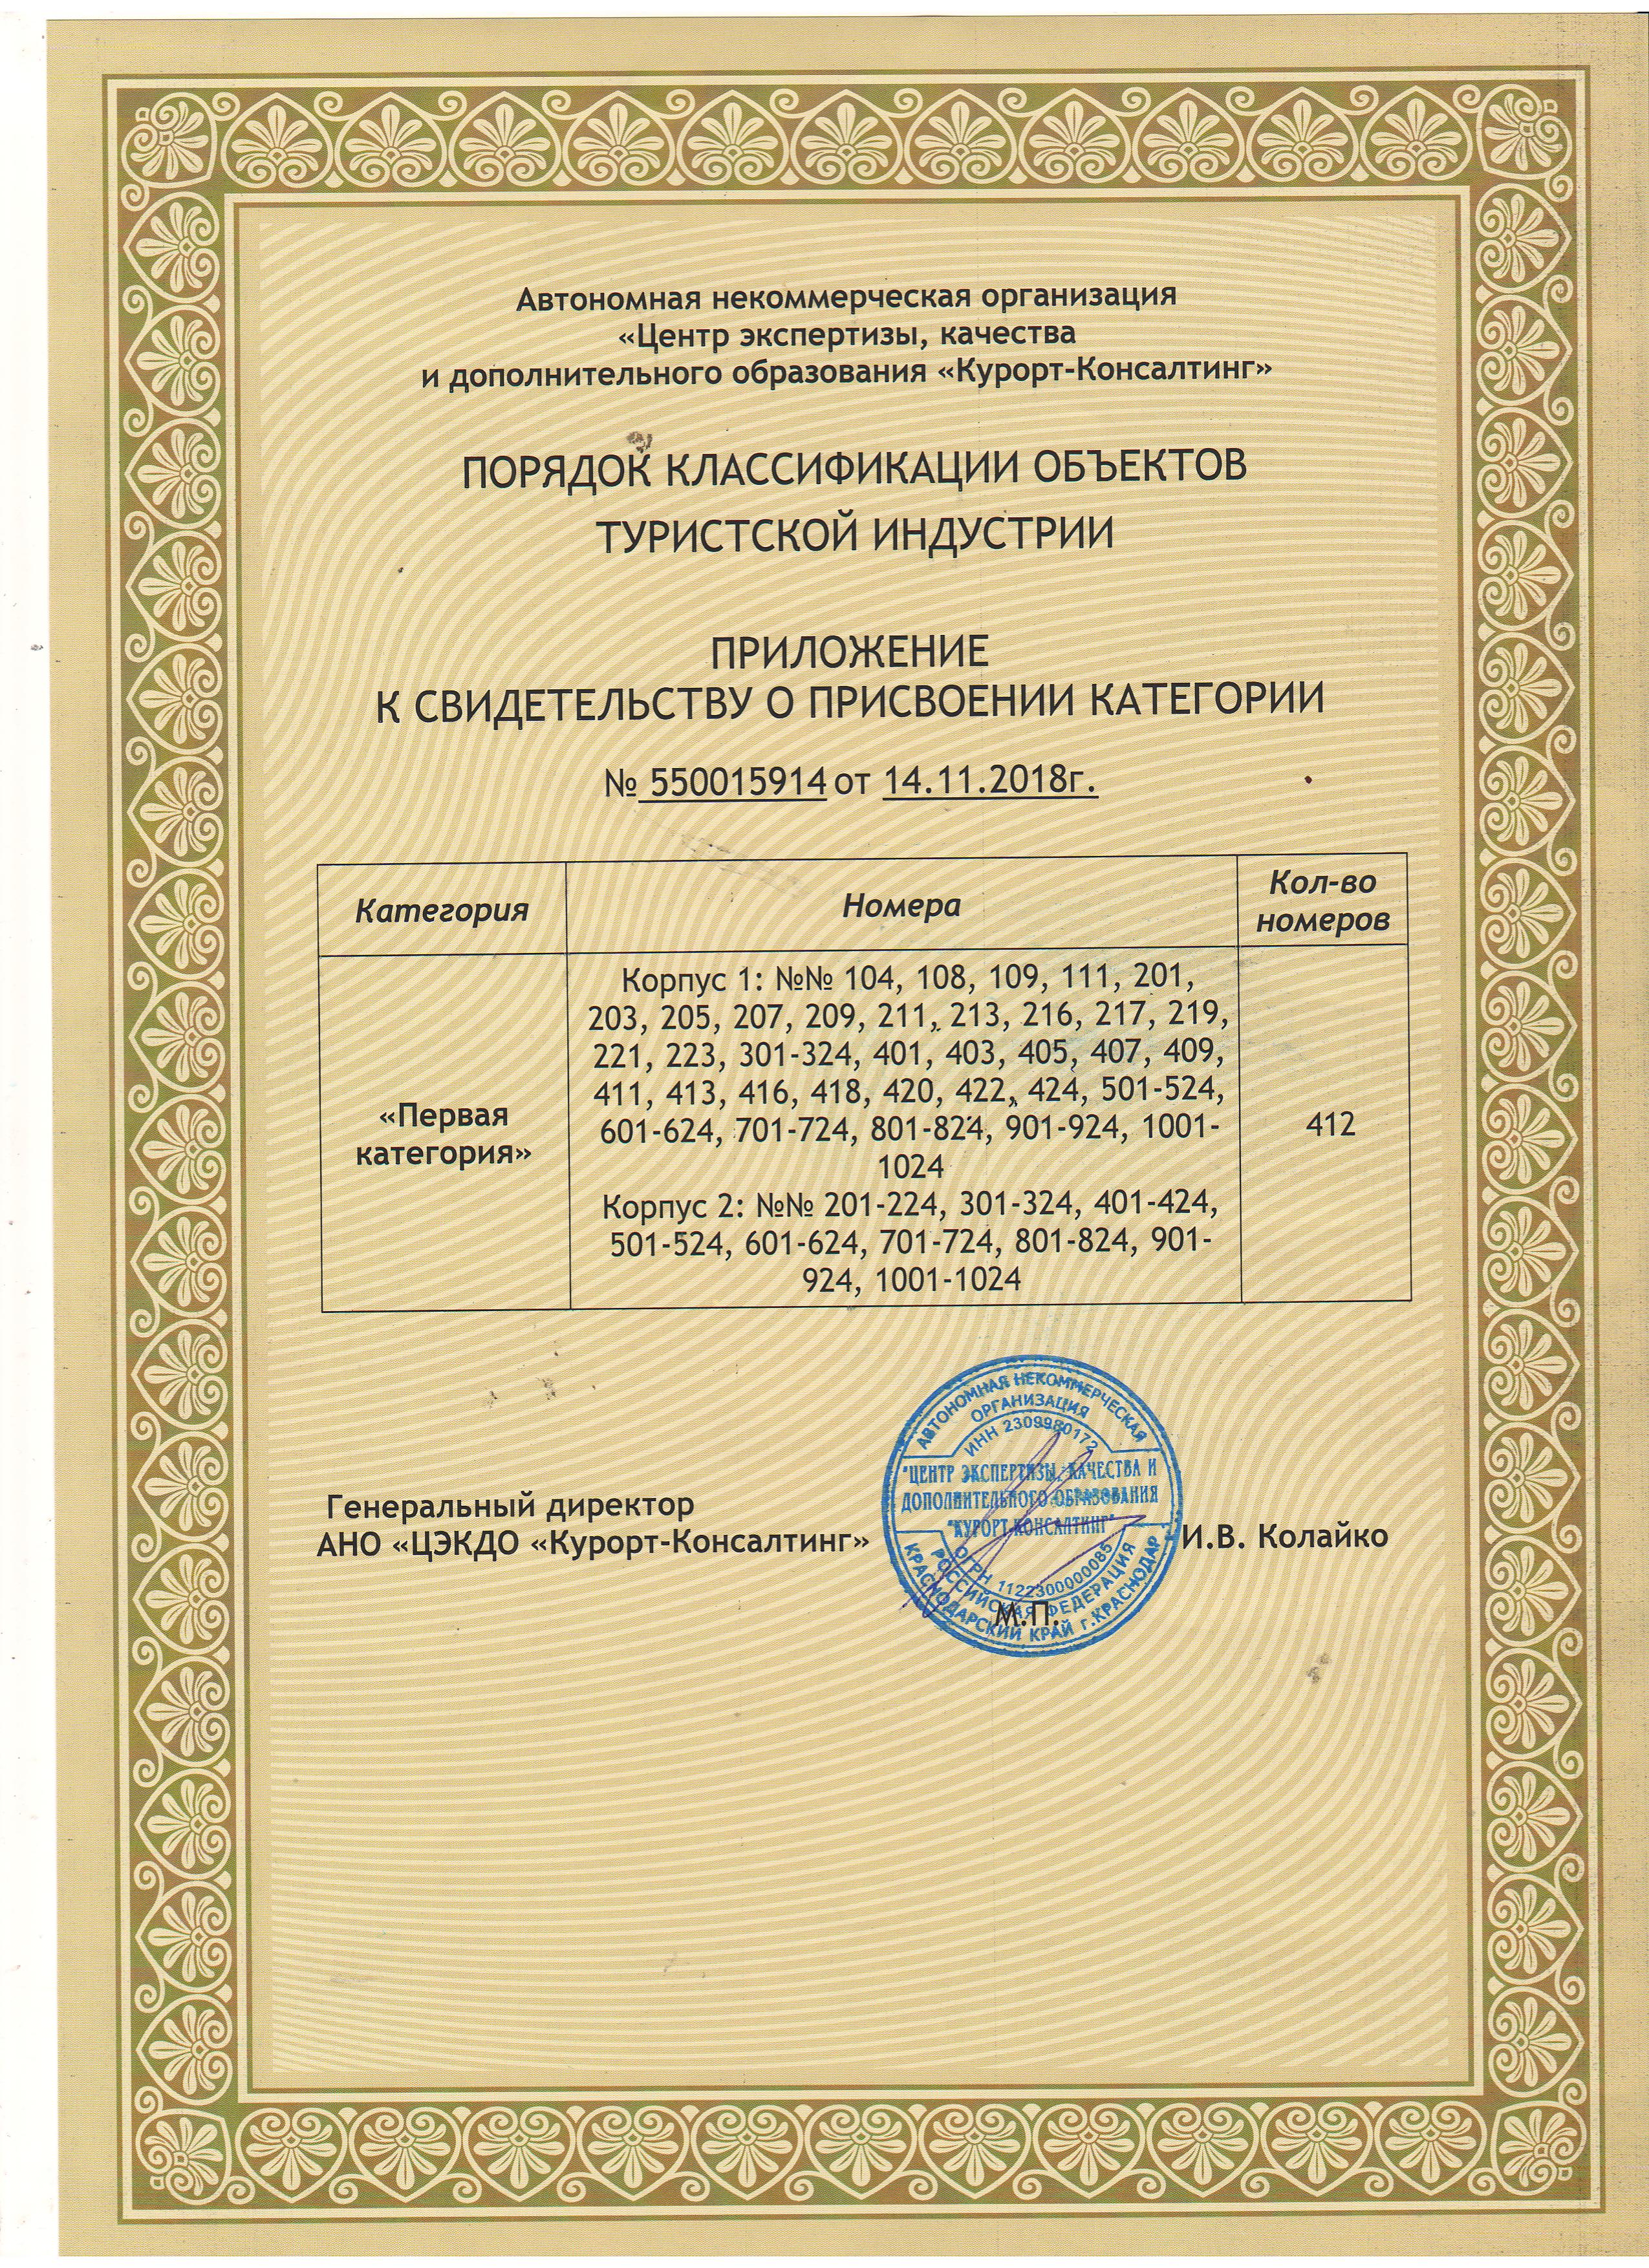 Автономная некоммерческая организация
«Центр экспертизы, качества
и дополнительного образования «Курорт-Консалтинг»
ПОРЯДОК КЛАССИФИКАЦИИ ОБЪЕКТОВ
ТУРИСТСКОЙ ИНДУСТРИИ
ПРИЛОЖЕНИЕ
К СВИДЕТЕЛЬСТВУ О ПРИСВОЕНИИ КАТЕГОРИИ
№ 550015914 от 14.11.2018г.
Категория
Номера
Кол-во
номеров
«Первая
категория»
Корпус 1: №№ 104, 108, 109, 111, 201,
203, 205, 207, 209, 211, 213, 216, 217, 219,
221, 223, 301-324, 401, 403, 405, 407, 409,
411, 413, 416, 418, 420, 422, 424, 501-524,
601-624, 701-724, 801-824, 901-924, 1001-
1024
Корпус 2: №№ 201-224, 301-324, 401-424,
501-524, 601-624, 701-724, 801-824, 901-
924, 1001-1024
412
Генеральный директор
АНО «ЦЭКДО «Курорт-Консалтинг»
И.В. Колайко
АВТОНОМНАЯ НЕКОММЕРЧЕСКАЯ
ОРГАНИЗАЦИЯ
ИНН 2309980172
"ЦЕНТР ЭКСПЕРТИЗЫ, КАЧЕСТВА И
ДОПОЛНИТЕЛЬНОГО ОБРАЗОВАНИЯ
"КУРОРТ-КОНСАЛТИНГ"
ОГРН 1122300000085
РОССИЙСКАЯ ФЕДЕРАЦИЯ
КРАСНОДАРСКИЙ КРАЙ г.КРАСНОДАР
М.П.